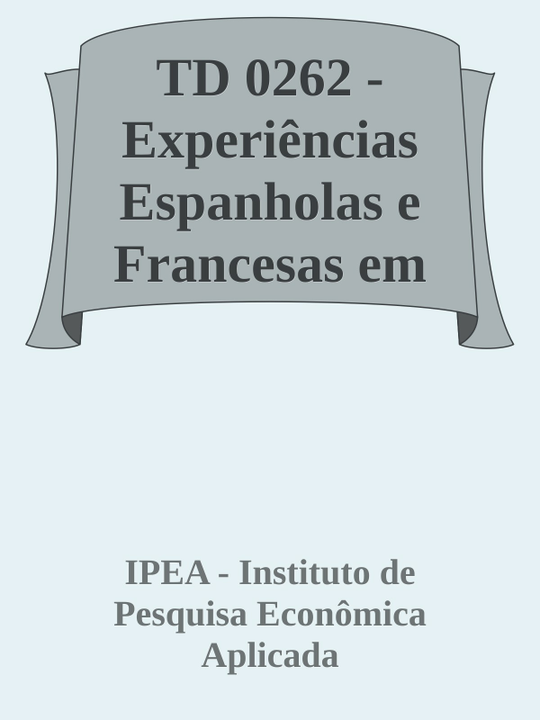 TD 0262 -
Experiências
Espanholas e
Francesas em
IPEA - Instituto de
Pesquisa Econômica
Aplicada